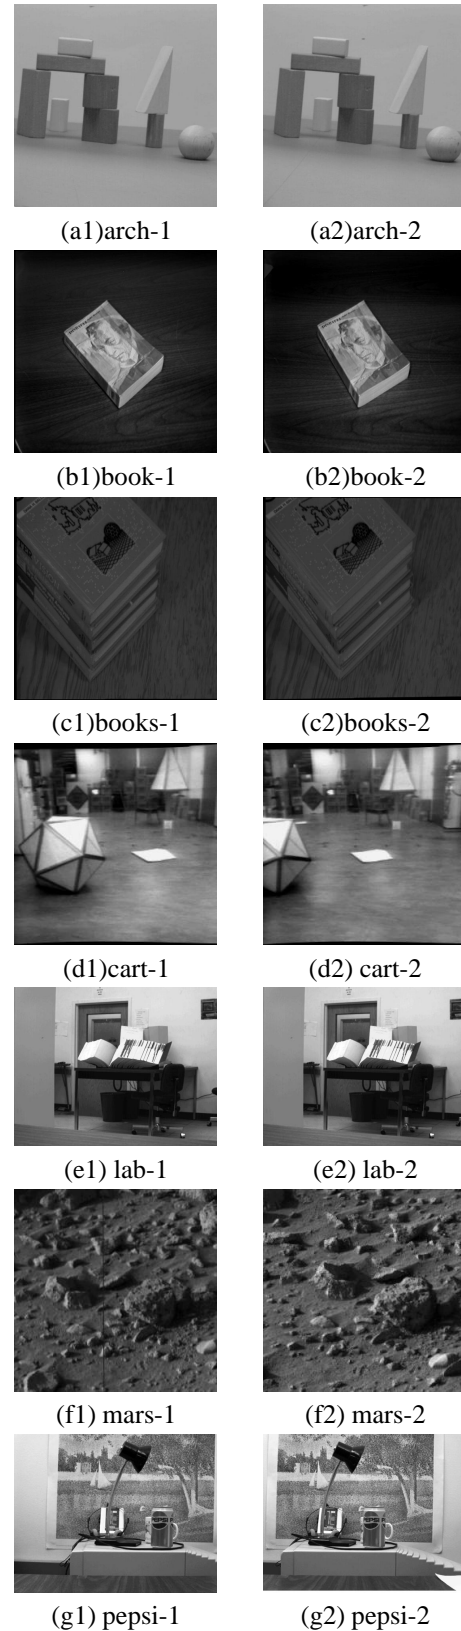 (a1)arch-1 (a2)arch-2
(b1)book-1 (b2)book-2
(c1)books-1 (c2)books-2
(d1)cart-1 (d2) cart-2
(e1) lab-1 (e2) lab-2
(f1) mars-1 (f2) mars-2
(g1) pepsi-1 (g2) pepsi-2